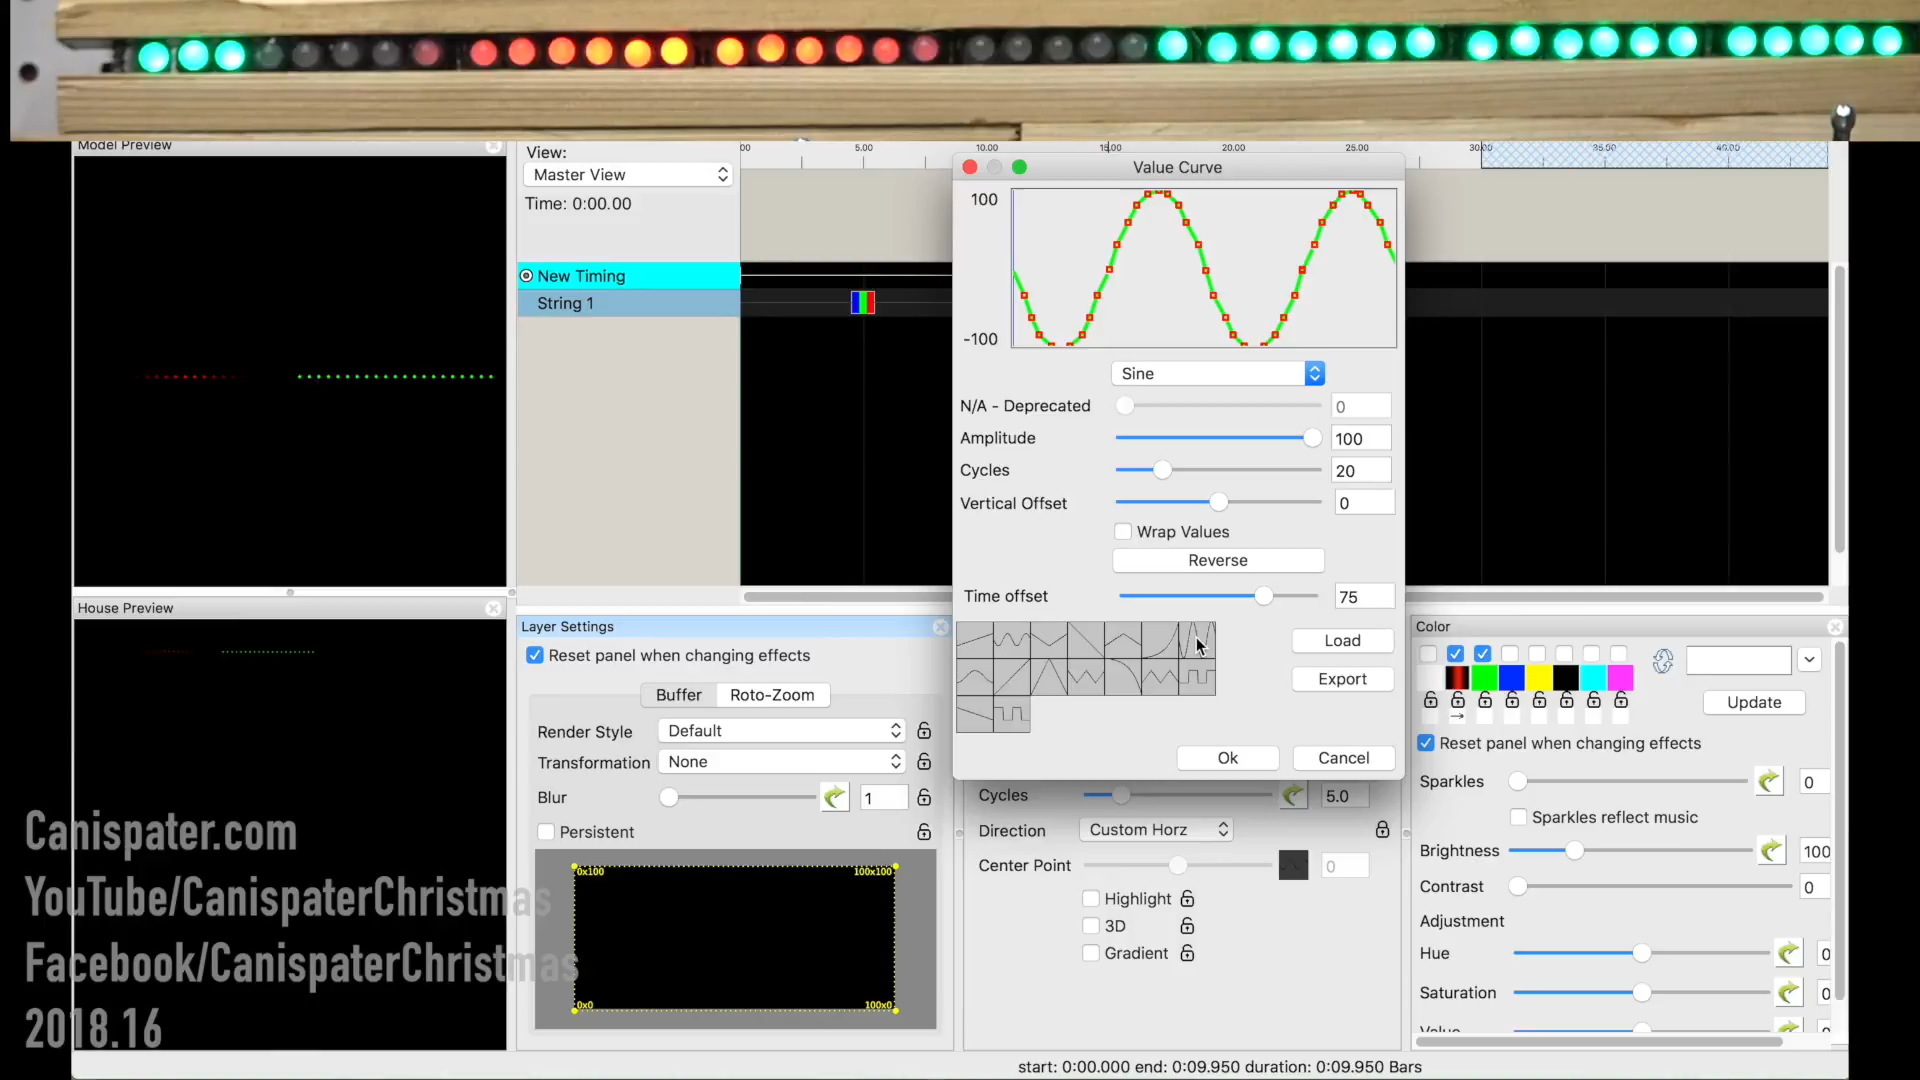 Model Preview
View:
Master View
Time: 0:00.00
5.00
10.00
20.00
25.00
35.00
40.00
New Timing
String 1
Value Curve
100
-100
Sine
N/A - Deprecated 0
Amplitude 100
Cycles 20
Vertical Offset 0
Wrap Values
Reverse
Time offset 75
Load
Export
Ok Cancel
House Preview
Layer Settings
Reset panel when changing effects
Buffer Roto-Zoom
Render Style Default
Transformation None
Blur 1
Persistent
0x100 100x100
0x0 100x0
Cycles 5.0
Direction Custom Horz
Center Point 0
Highlight
3D
Gradient
Color
Update
Reset panel when changing effects
Sparkles 0
Sparkles reflect music
Brightness 100
Contrast 0
Adjustment
Hue 0
Saturation 0
Value
Canispater.com
YouTube/CanispaterChristmas
Facebook/CanispaterChristmas
2018.16
start: 0:00.000 end: 0:09.950 duration: 0:09.950 Bars